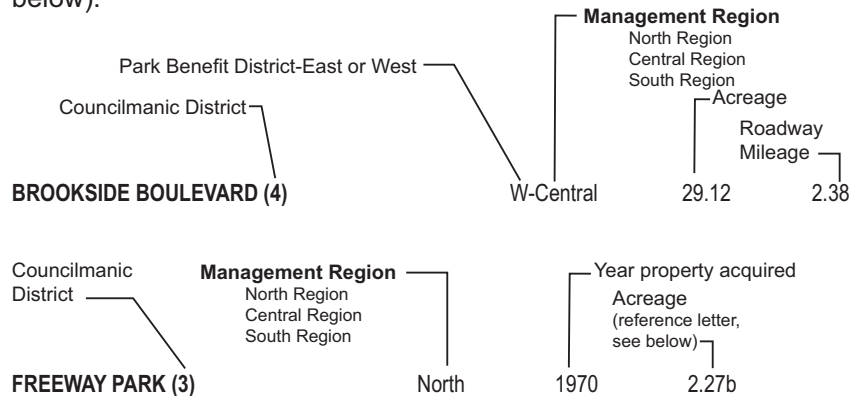 below).
Management Region
North Region
Central Region
South Region
Park Benefit District-East or West
Councilmanic District
Acreage
Roadway
Mileage
BROOKSIDE BOULEVARD (4) W-Central 29.12 2.38
Councilmanic
District
Management Region
North Region
Central Region
South Region
Year property acquired
Acreage
(reference letter,
see below)
FREEWAY PARK (3) North 1970 2.27b